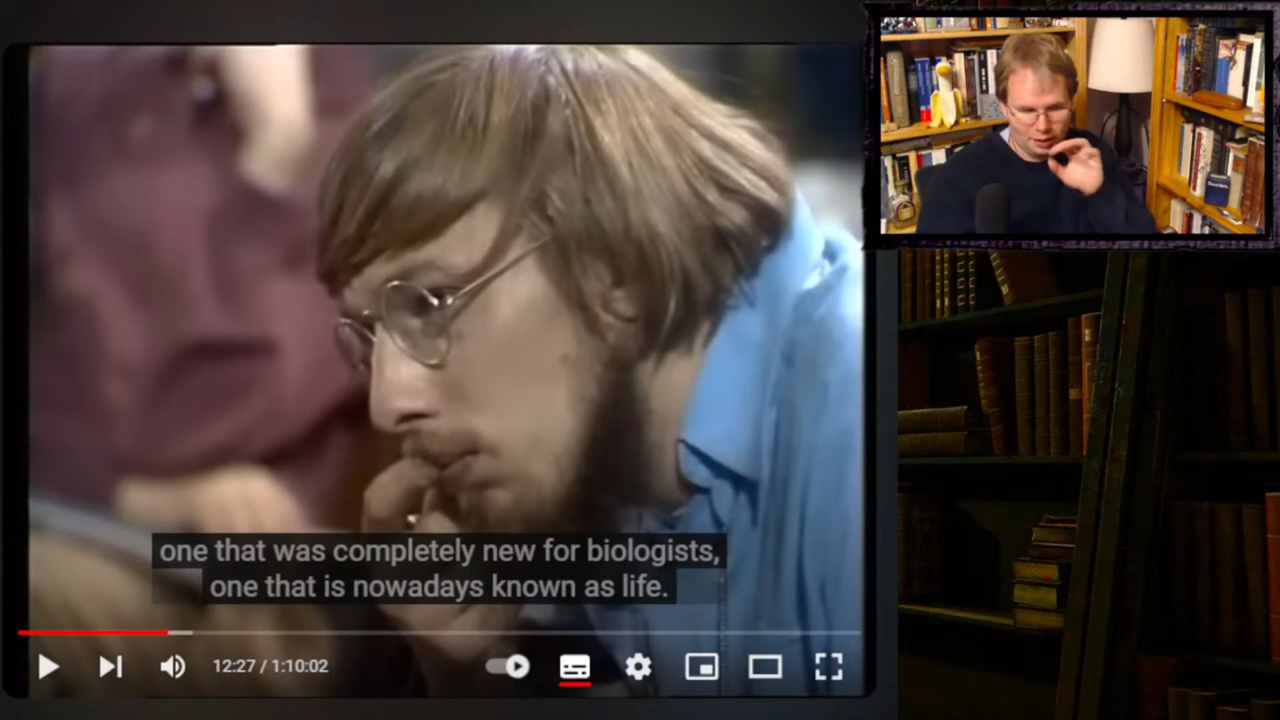 one that was completely new for biologists,
one that is nowadays known as life.
12:27 / 1:10:02